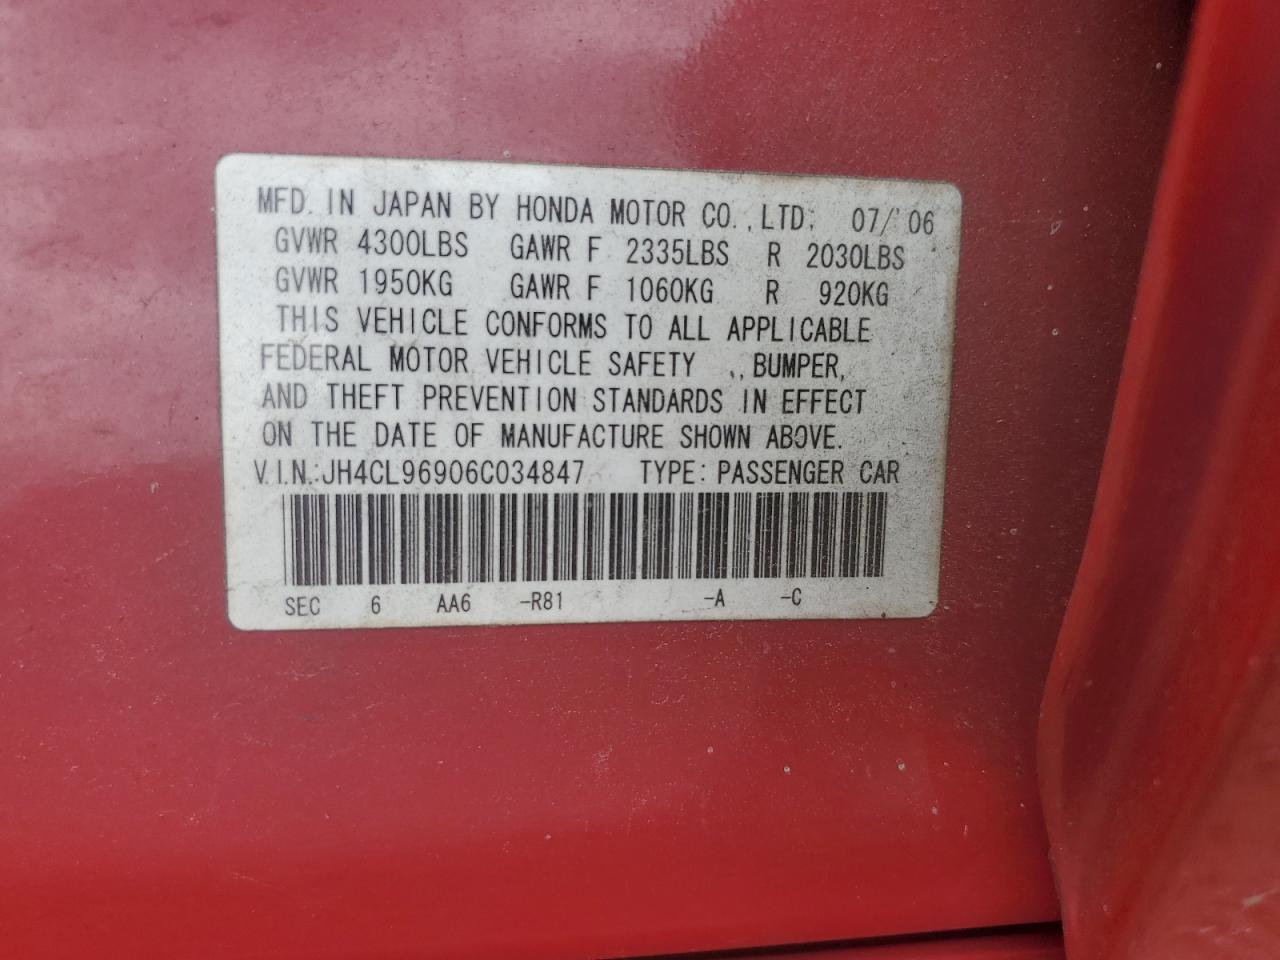 MFD. IN JAPAN BY HONDA MOTOR CO., LTD. 07/'06
GVWR 4300LBS GAWR F 2335LBS R 2030LBS
GVWR 1950KG GAWR F 1060KG R 920KG
THIS VEHICLE CONFORMS TO ALL APPLICABLE
FEDERAL MOTOR VEHICLE SAFETY ,, BUMPER,
AND THEFT PREVENTION STANDARDS IN EFFECT
ON THE DATE OF MANUFACTURE SHOWN ABOVE.
V.I.N.:JH4CL96906C034847 TYPE: PASSENGER CAR
SEC 6 AA6 -R81 -A -C